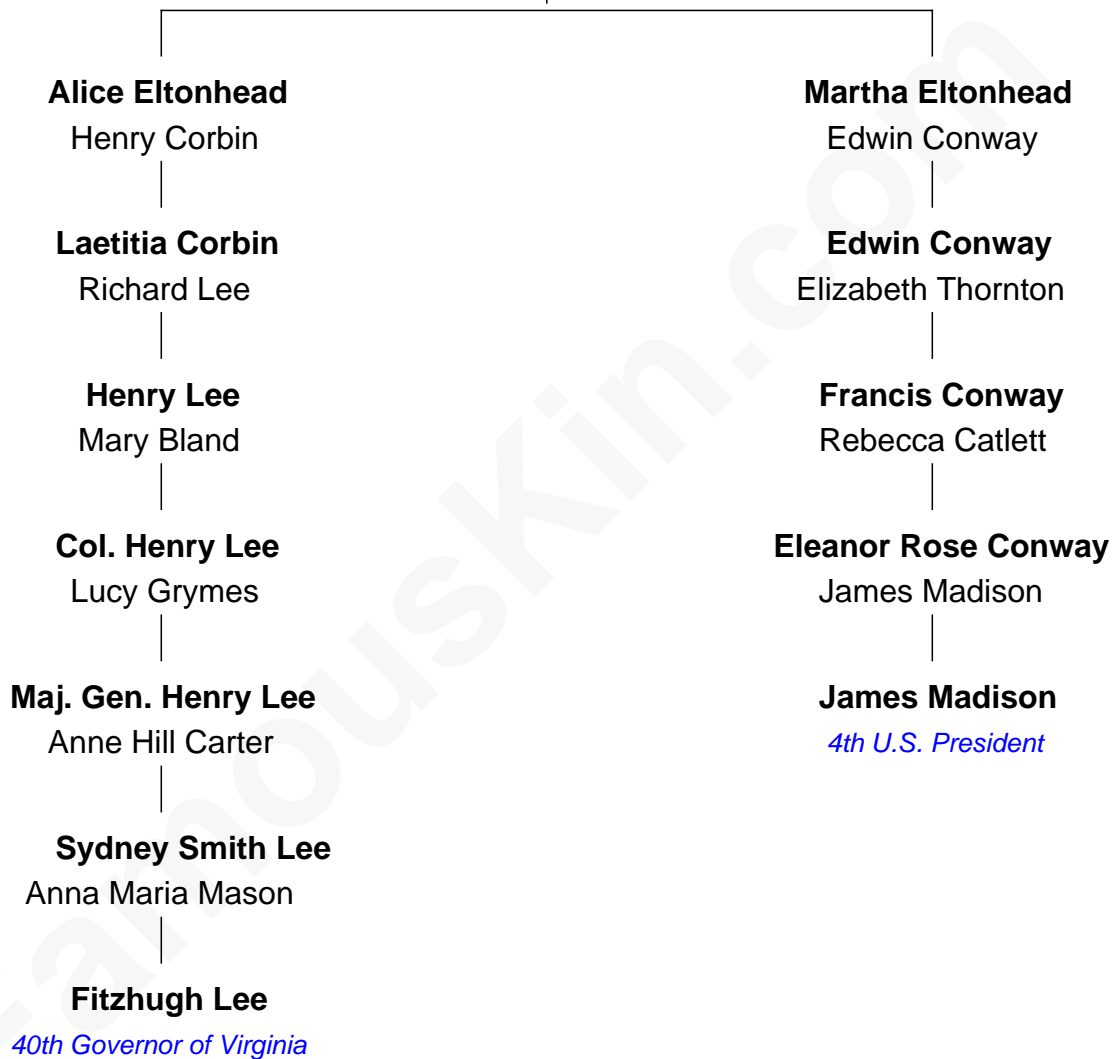 Alice Eltonhead
Henry Corbin
Martha Eltonhead
Edwin Conway
Laetitia Corbin
Richard Lee
Edwin Conway
Elizabeth Thornton
Henry Lee
Mary Bland
Francis Conway
Rebecca Catlett
Col. Henry Lee
Lucy Grymes
Eleanor Rose Conway
James Madison
Maj. Gen. Henry Lee
Anne Hill Carter
James Madison
4th U.S. President
Sydney Smith Lee
Anna Maria Mason
Fitzhugh Lee
40th Governor of Virginia
FamousKin.com